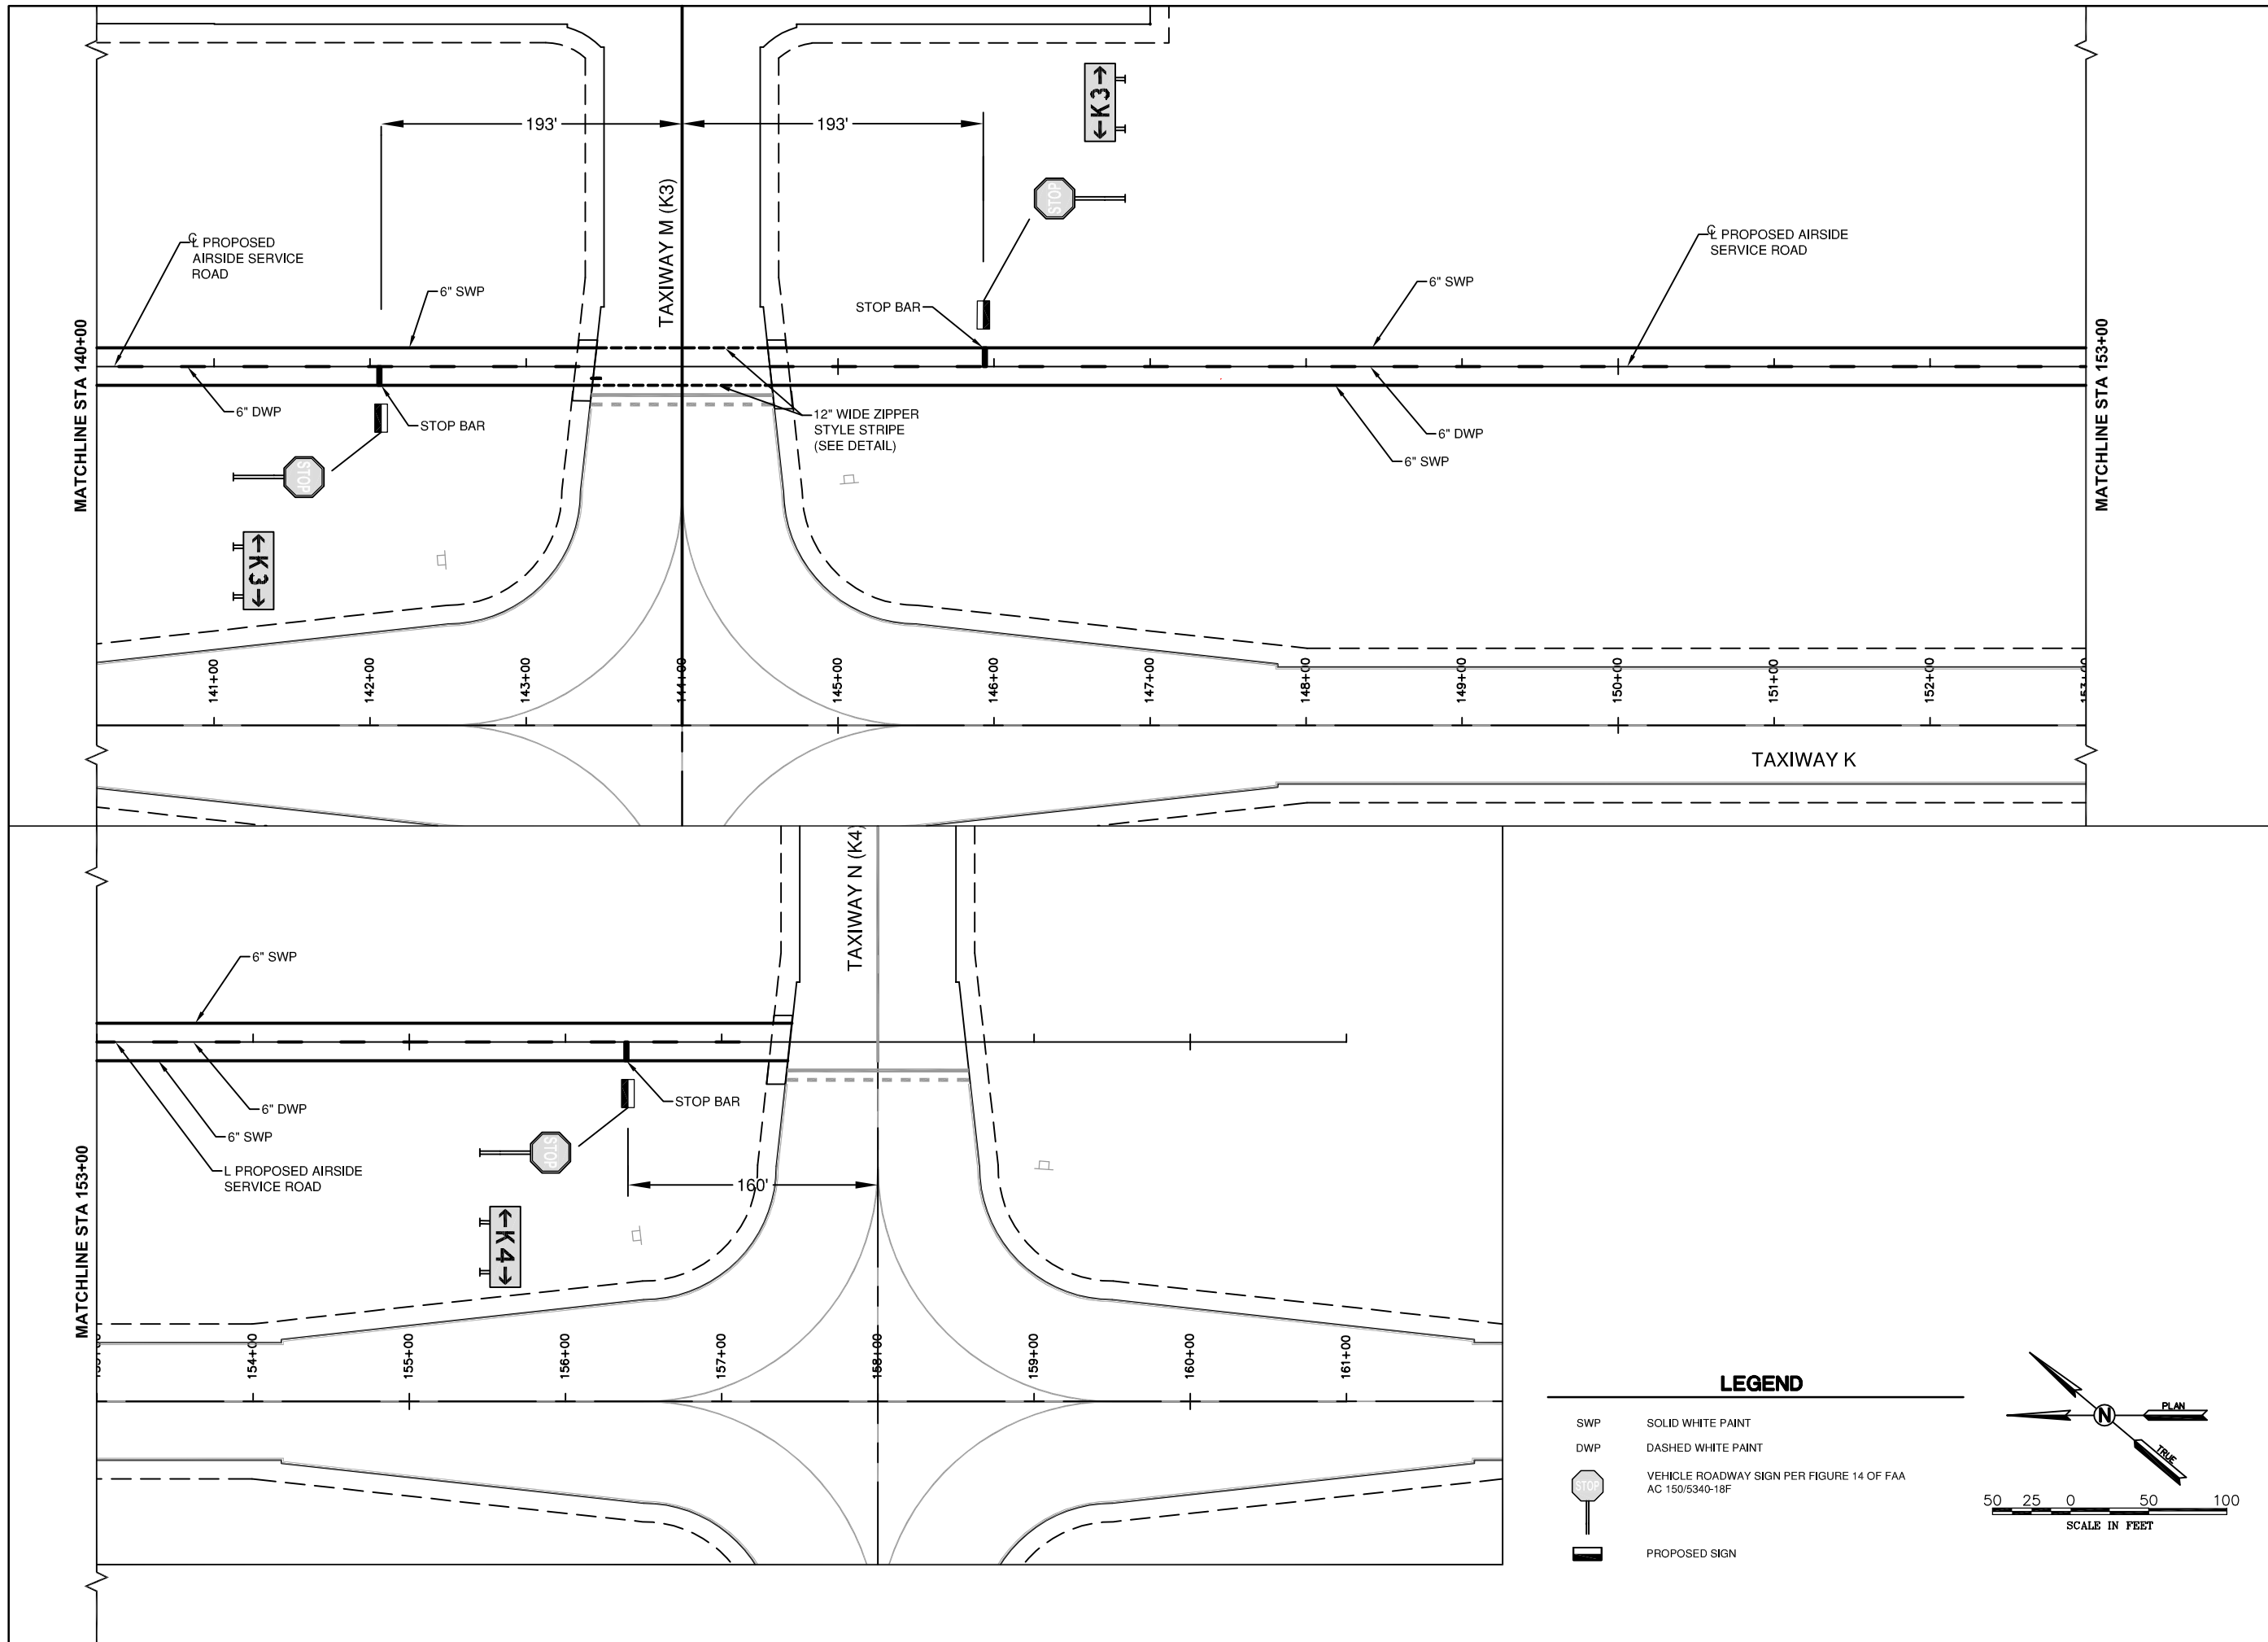 193'
193'
←K3→
STOP
TAXIWAY M (K3)
℄ PROPOSED
AIRSIDE SERVICE
ROAD
6" SWP
STOP BAR
6" SWP
℄ PROPOSED AIRSIDE
SERVICE ROAD
MATCHLINE STA 140+00
MATCHLINE STA 153+00
6" DWP
STOP BAR
12" WIDE ZIPPER
STYLE STRIPE
(SEE DETAIL)
6" DWP
6" SWP
STOP
←K3→
141+00
142+00
143+00
144+00
145+00
146+00
147+00
148+00
149+00
150+00
151+00
152+00
153+00
TAXIWAY K
TAXIWAY N (K4)
6" SWP
6" DWP
6" SWP
L PROPOSED AIRSIDE
SERVICE ROAD
STOP BAR
STOP
160'
←K4→
MATCHLINE STA 153+00
153+00
154+00
155+00
156+00
157+00
158+00
159+00
160+00
161+00
LEGEND
SWP SOLID WHITE PAINT
DWP DASHED WHITE PAINT
STOP VEHICLE ROADWAY SIGN PER FIGURE 14 OF FAA
AC 150/5340-18F
PROPOSED SIGN
N
PLAN
TRUE
50 25 0 50 100
SCALE IN FEET